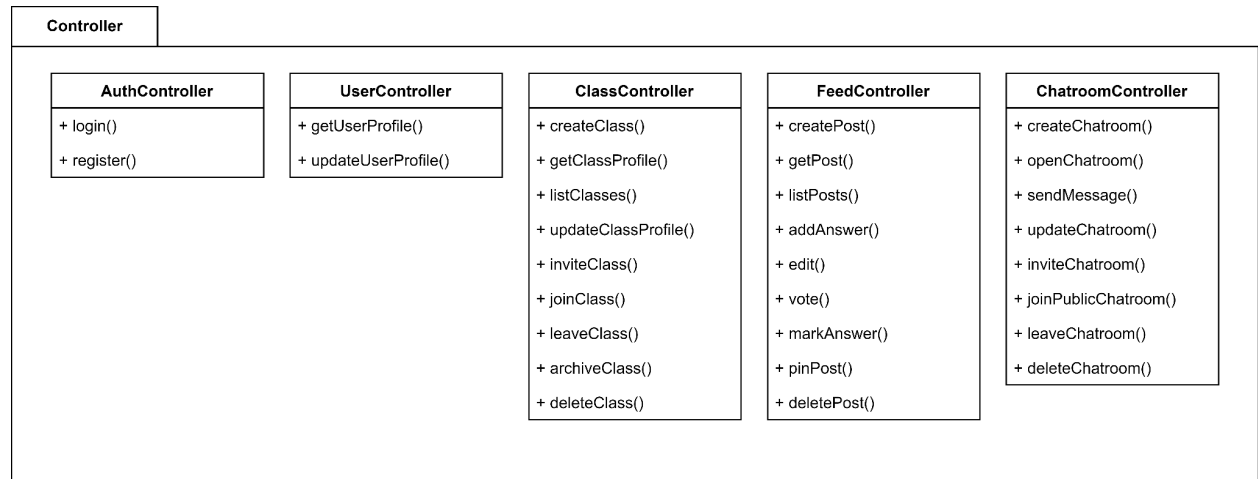 Controller
AuthController
+ login()
+ register()
UserController
+ getUserProfile()
+ updateUserProfile()
ClassController
+ createClass()
+ getClassProfile()
+ listClasses()
+ updateClassProfile()
+ inviteClass()
+ joinClass()
+ leaveClass()
+ archiveClass()
+ deleteClass()
FeedController
+ createPost()
+ getPost()
+ listPosts()
+ addAnswer()
+ edit()
+ vote()
+ markAnswer()
+ pinPost()
+ deletePost()
ChatroomController
+ createChatroom()
+ openChatroom()
+ sendMessage()
+ updateChatroom()
+ inviteChatroom()
+ joinPublicChatroom()
+ leaveChatroom()
+ deleteChatroom()